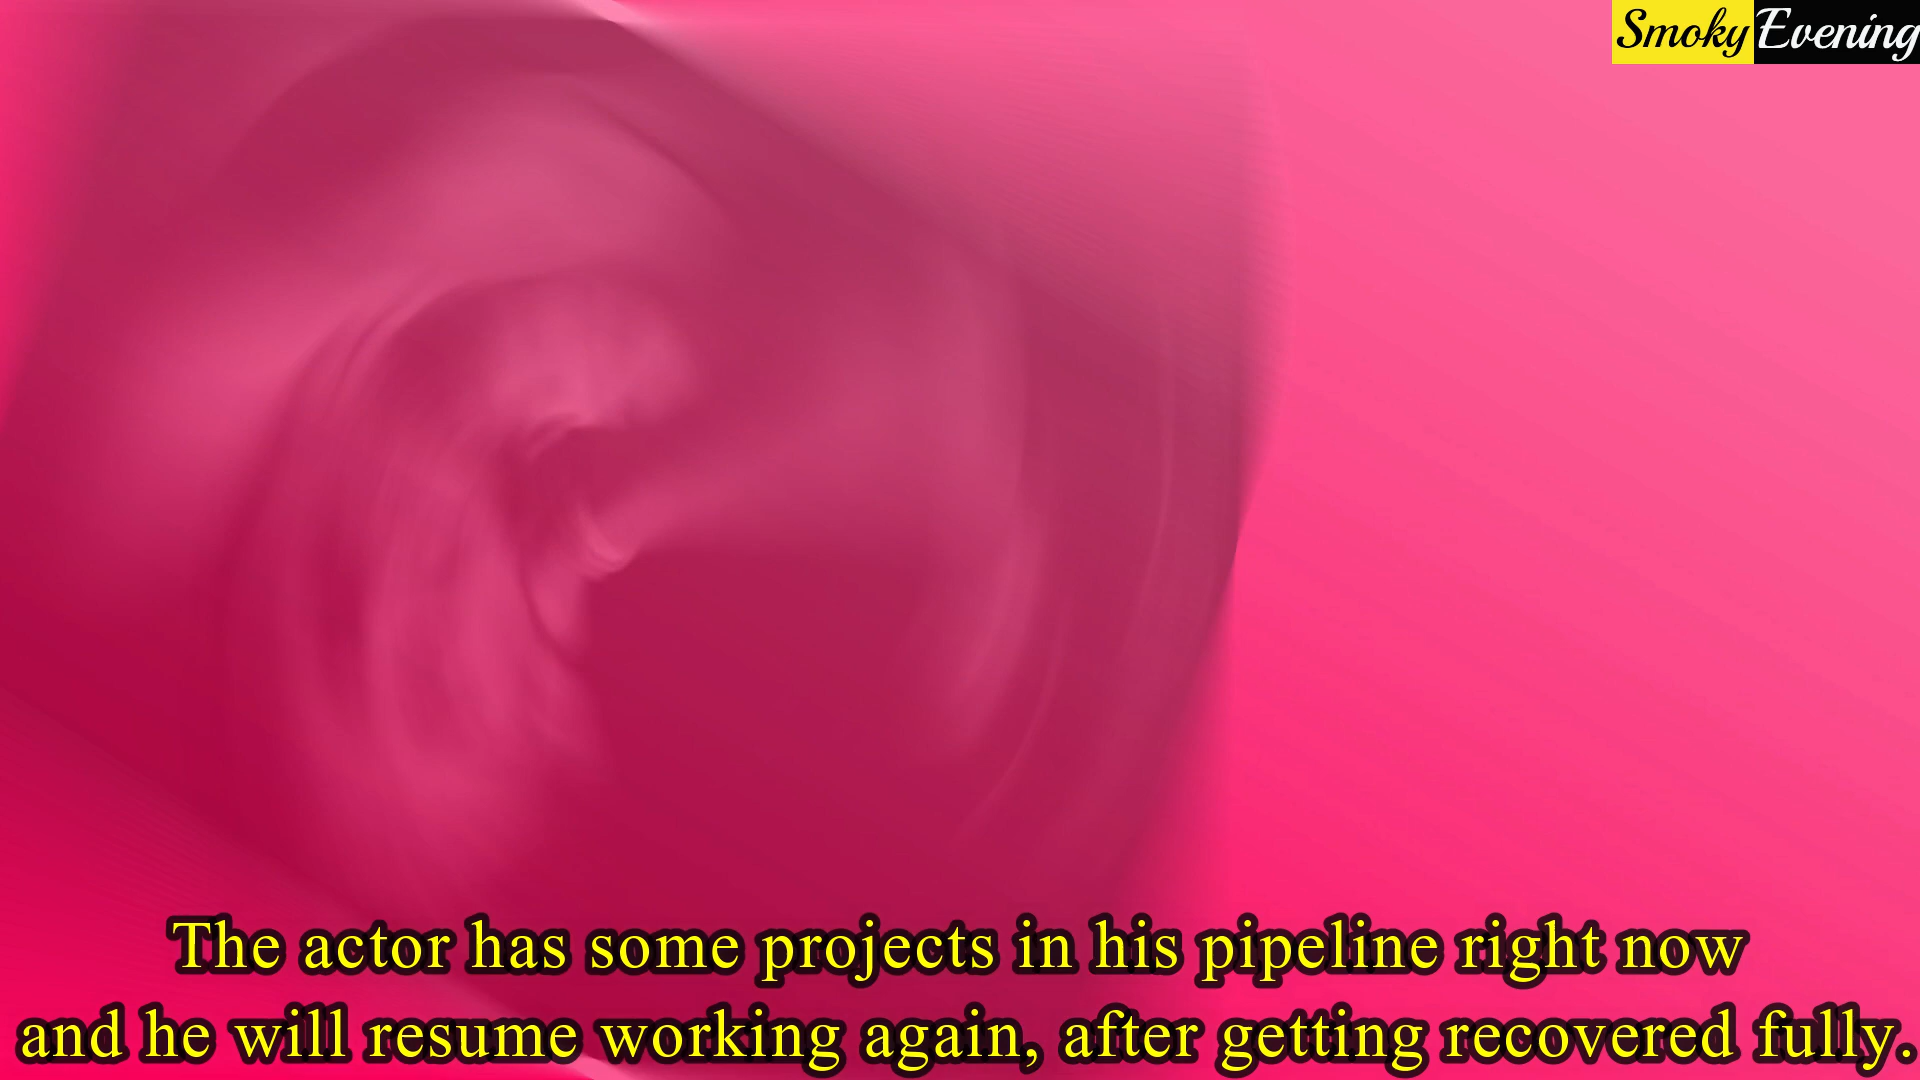 Smoky Evening
The actor has some projects in his pipeline right now
and he will resume working again, after getting recovered fully.